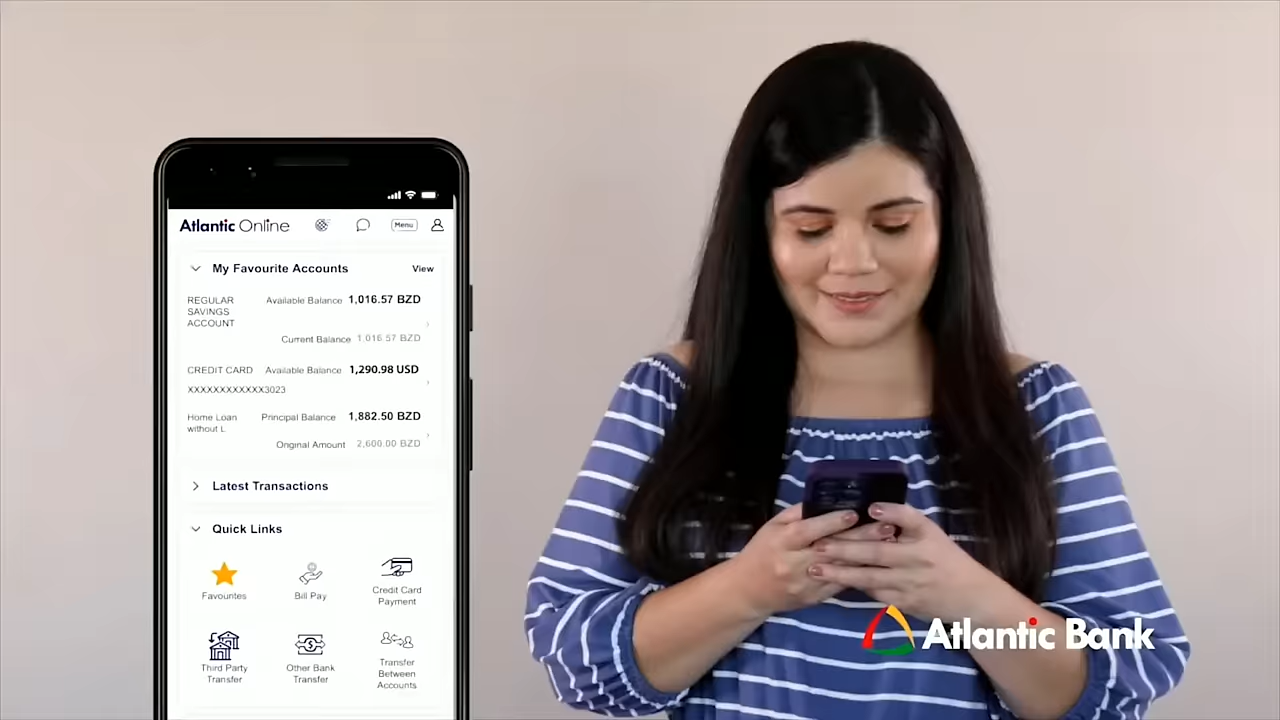 Atlantic Online
Menu
My Favourite Accounts View
REGULAR SAVINGS ACCOUNT
Available Balance 1,016.57 BZD
Current Balance 1,016.57 BZD
CREDIT CARD Available Balance 1,290.98 USD
XXXXXXXXXXXX3023
Home Loan without L
Principal Balance 1,882.50 BZD
Original Amount 2,600.00 BZD
Latest Transactions
Quick Links
Favourites
Bill Pay
Credit Card Payment
Third Party Transfer
Other Bank Transfer
Transfer Between Accounts
Atlantic Bank